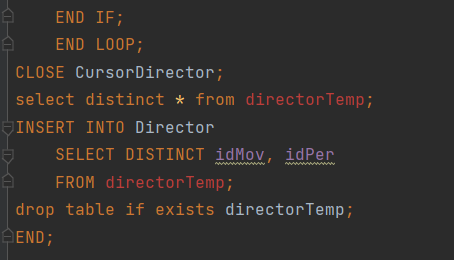 END IF;
END LOOP;
CLOSE CursorDirector;
select distinct * from directorTemp;
INSERT INTO Director
SELECT DISTINCT idMov, idPer
FROM directorTemp;
drop table if exists directorTemp;
END;